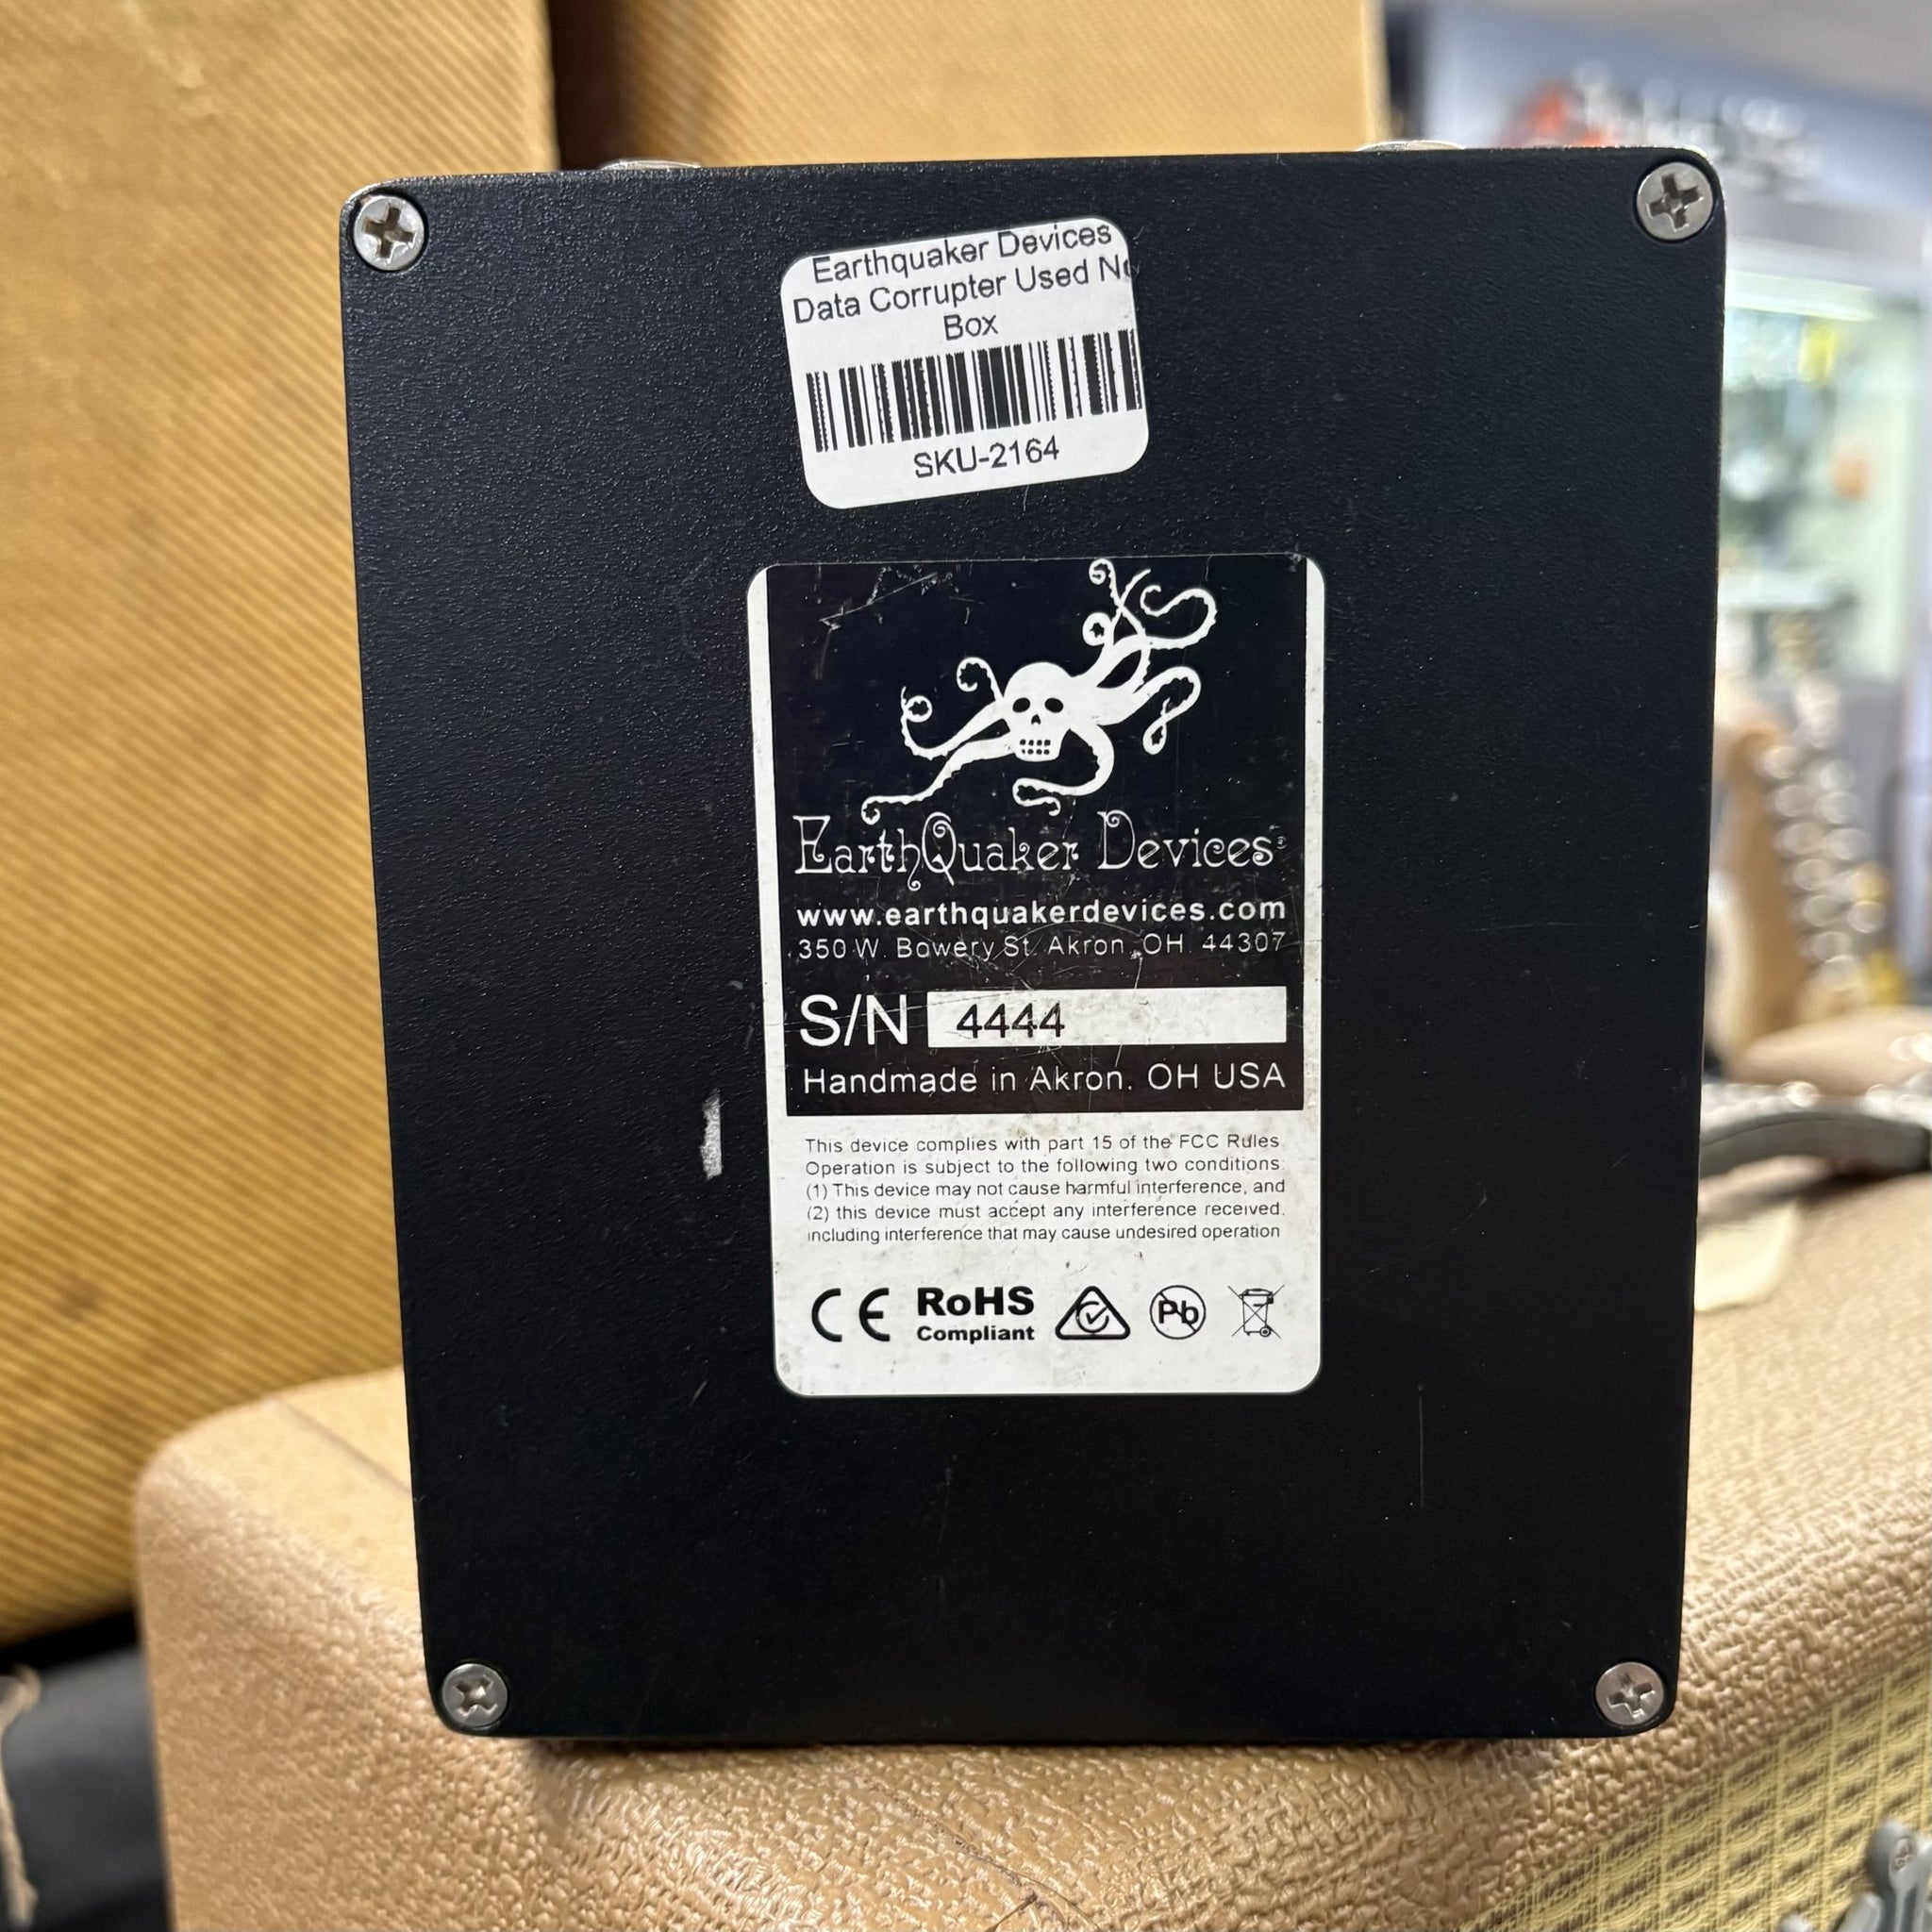 Earthquaker Devices
Data Corrupter Used
Box
SKU-2164
EarthQuaker Devices
www.earthquakerdevices.com
350 W. Bowery St. Akron, OH. 44307
S/N 4444
Handmade in Akron, OH USA
This device complies with part 15 of the FCC Rules.
Operation is subject to the following two conditions:
(1) This device may not cause harmful interference, and
(2) this device must accept any interference received,
including interference that may cause undesired operation
CE RoHS Pb
Compliant